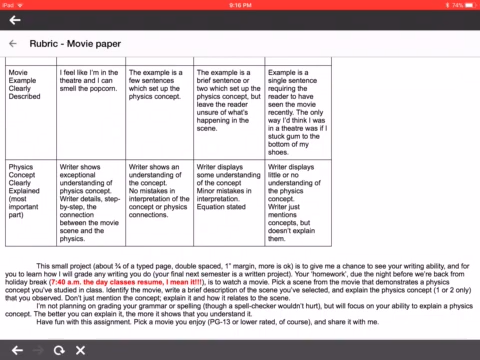 iPad
9:16 PM
74%
Rubric - Movie paper
Movie
Example
Clearly
Described
I feel like I'm in the
theatre and I can
smell the popcorn.
The example is a
few sentences
which set up the
physics concept.
The example is a
brief sentence or
two which set up the
physics concept, but
leave the reader
unsure of what's
happening in the
scene.
Example is a
single sentence
requiring the
reader to have
seen the movie
recently. The only
way I'd think I was
in a theatre was if I
stuck gum to the
bottom of my
shoes.
Physics
Concept
Clearly
Explained
(most
important
part)
Writer shows
exceptional
understanding of
physics concept.
Writer details, step-
by-step, the
connection
between the movie
scene and the
physics.
Writer shows an
understanding of
the concept.
No mistakes in
interpretation of the
concept or physics
connections.
Writer displays
some understanding
of the concept
Minor mistakes in
interpretation.
Equation stated
Writer displays
little or no
understanding of
the physics
concept.
Writer just
mentions
concepts, but
doesn't explain
them.
This small project (about ¾ of a typed page, double spaced, 1" margin, more is ok) is to give me a chance to see your writing ability, and for
you to learn how I will grade any writing you do (your final next semester is a written project). Your 'homework', due the night before we're back from
holiday break (7:40 a.m. the day classes resume, I mean it!!!), is to watch a movie. Pick a scene from the movie that demonstrates a physics
concept you've studied in class. Identify the movie, write a brief description of the scene you've selected, and explain the physics concept (1 or 2 only)
that you observed. Don't just mention the concept; explain it and how it relates to the scene.
I'm not planning on grading your grammar or spelling (though a spell-checker wouldn't hurt), but will focus on your ability to explain a physics
concept. The better you can explain it, the more it shows that you understand it.
Have fun with this assignment. Pick a movie you enjoy (PG-13 or lower rated, of course), and share it with me.